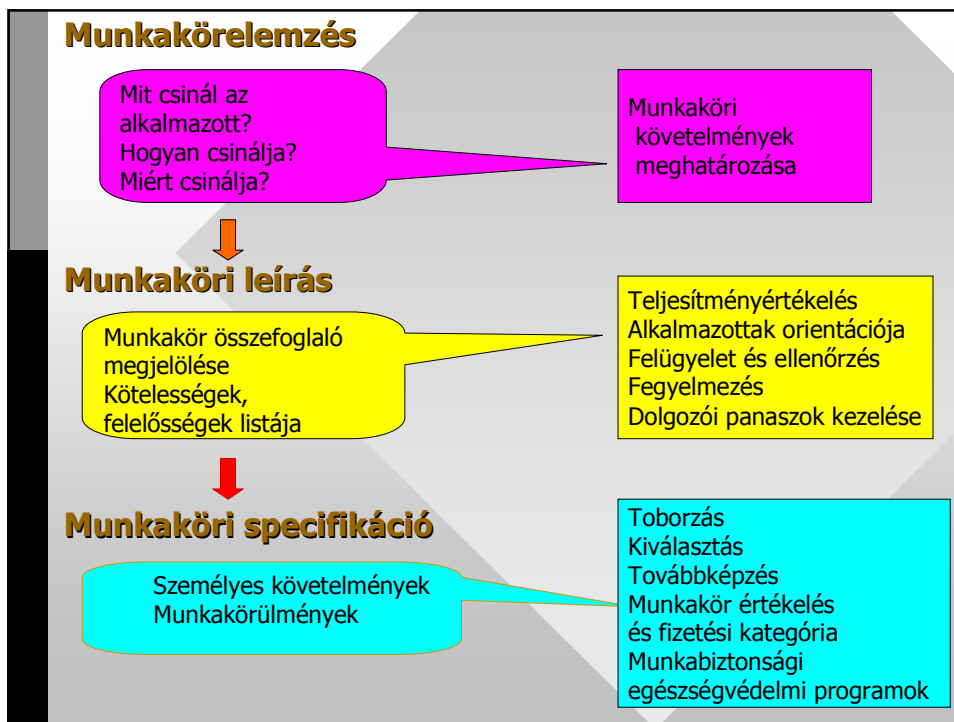 Munkakörelemzés
Mit csinál az
alkalmazott?
Hogyan csinálja?
Miért csinálja?
Munkaköri
követelmények
meghatározása
Munkaköri leírás
Munkakör összefoglaló
megjelölése
Kötelességek,
felelősségek listája
Teljesítményértékelés
Alkalmazottak orientációja
Felügyelet és ellenőrzés
Fegyelmezés
Dolgozói panaszok kezelése
Munkaköri specifikáció
Személyes követelmények
Munkakörülmények
Toborzás
Kiválasztás
Továbbképzés
Munkakör értékelés
és fizetési kategória
Munkabiztonsági
egészségvédelmi programok